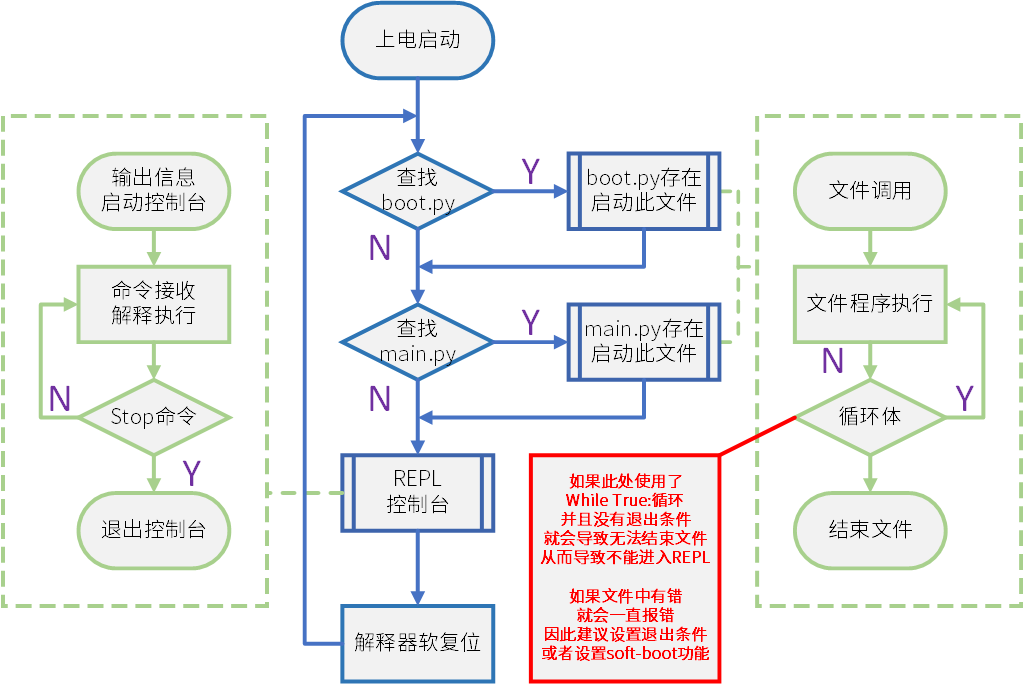 上电启动
输出信息
启动控制台
命令接收
解释执行
N
Stop命令
Y
退出控制台
查找
boot.py
Y
boot.py存在
启动此文件
N
查找
main.py
Y
main.py存在
启动此文件
N
REPL
控制台
解释器软复位
文件调用
文件程序执行
N
循环体
Y
结束文件
如果此处使用了
While True:循环
并且没有退出条件
就会导致无法结束文件
从而导致不能进入REPL
如果文件中有错
就会一直报错
因此建议设置退出条件
或者设置soft-boot功能